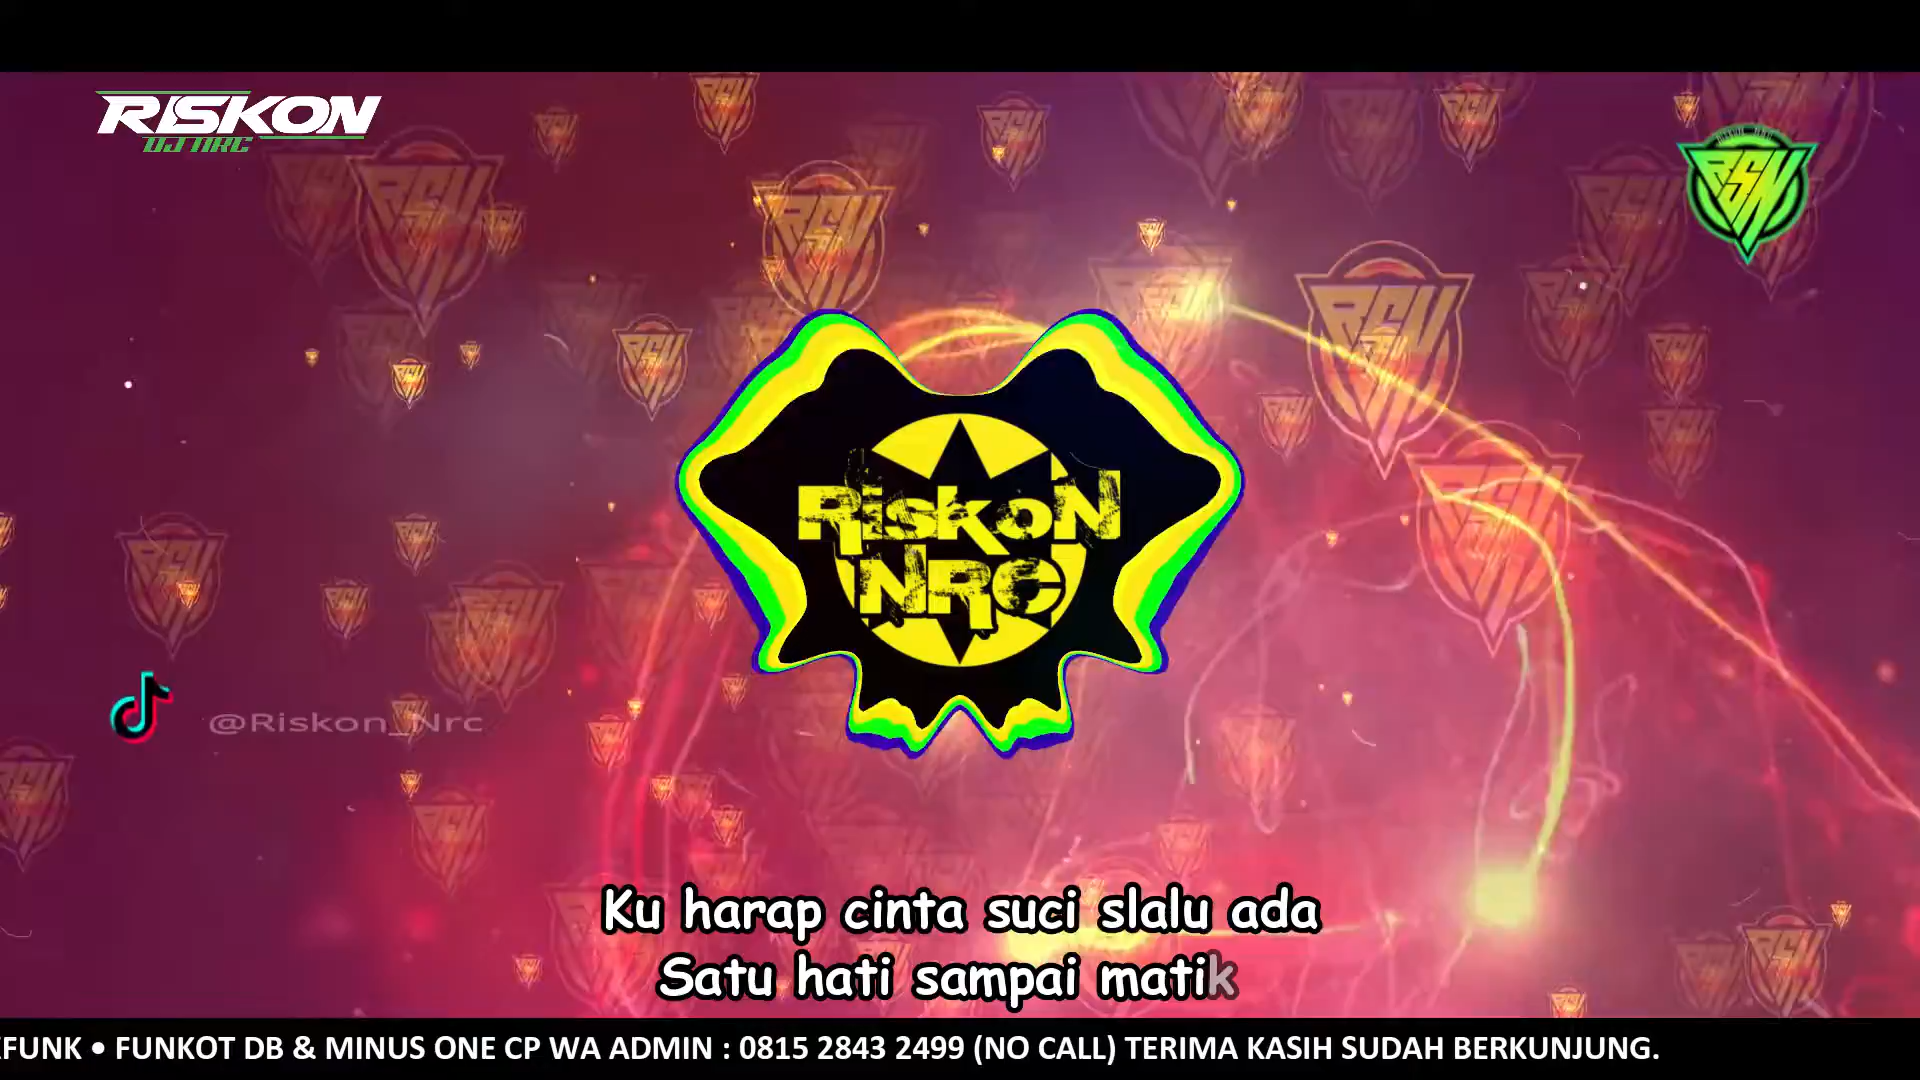 RISKON
DJ NRC
RSN
RiskoN
NRC
@Riskon_Nrc
Ku harap cinta suci slalu ada
Satu hati sampai matik
FUNK • FUNKOT DB & MINUS ONE CP WA ADMIN : 0815 2843 2499 (NO CALL) TERIMA KASIH SUDAH BERKUNJUNG.